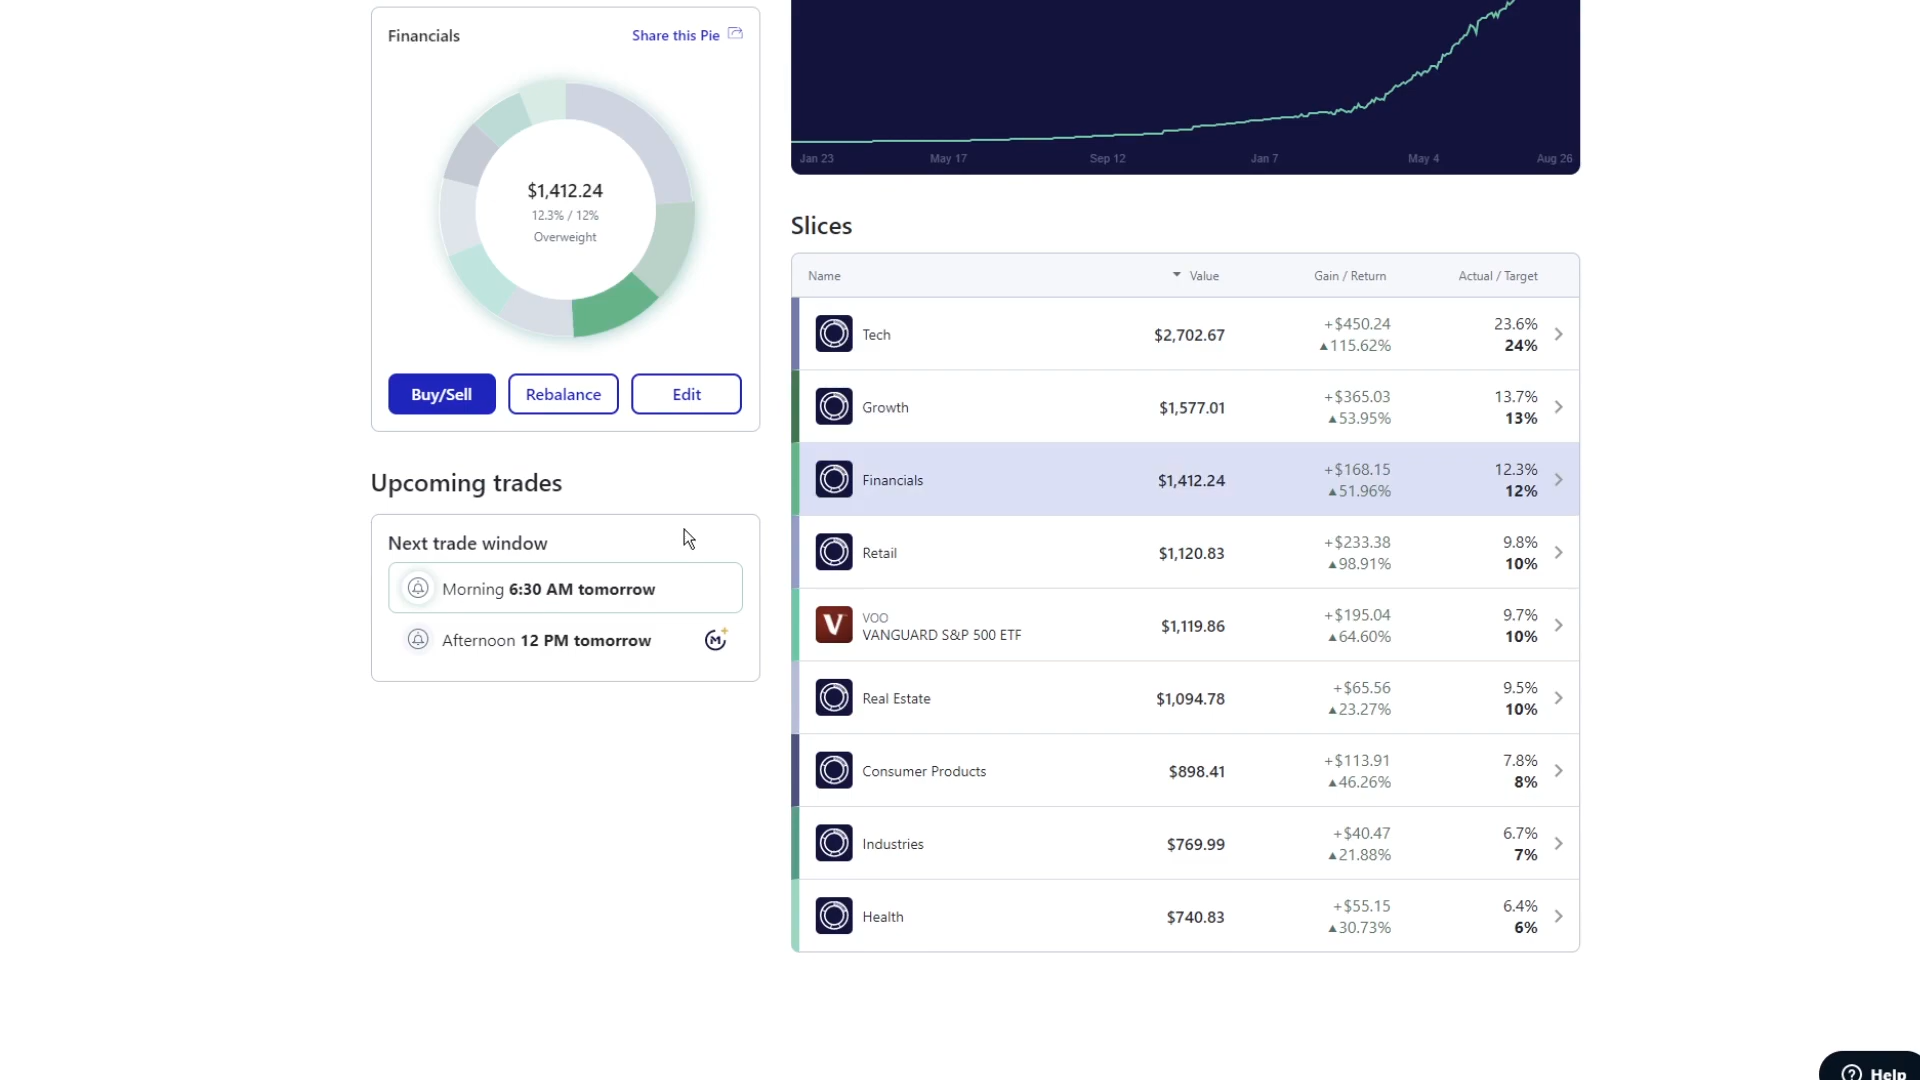 Financials
Share this Pie
$1,412.24
12.3% / 12%
Overweight
Buy/Sell
Rebalance
Edit
Upcoming trades
Next trade window
Morning 6:30 AM tomorrow
Afternoon 12 PM tomorrow
M+
Jan 23
May 17
Sep 12
Jan 7
May 4
Aug 26
Slices
Name
▼ Value
Gain / Return
Actual / Target
Tech
$2,702.67
+$450.24
▲115.62%
23.6%
24%
Growth
$1,577.01
+$365.03
▲53.95%
13.7%
13%
Financials
$1,412.24
+$168.15
▲51.96%
12.3%
12%
Retail
$1,120.83
+$233.38
▲98.91%
9.8%
10%
V
VOO
VANGUARD S&P 500 ETF
$1,119.86
+$195.04
▲64.60%
9.7%
10%
Real Estate
$1,094.78
+$65.56
▲23.27%
9.5%
10%
Consumer Products
$898.41
+$113.91
▲46.26%
7.8%
8%
Industries
$769.99
+$40.47
▲21.88%
6.7%
7%
Health
$740.83
+$55.15
▲30.73%
6.4%
6%
? Help